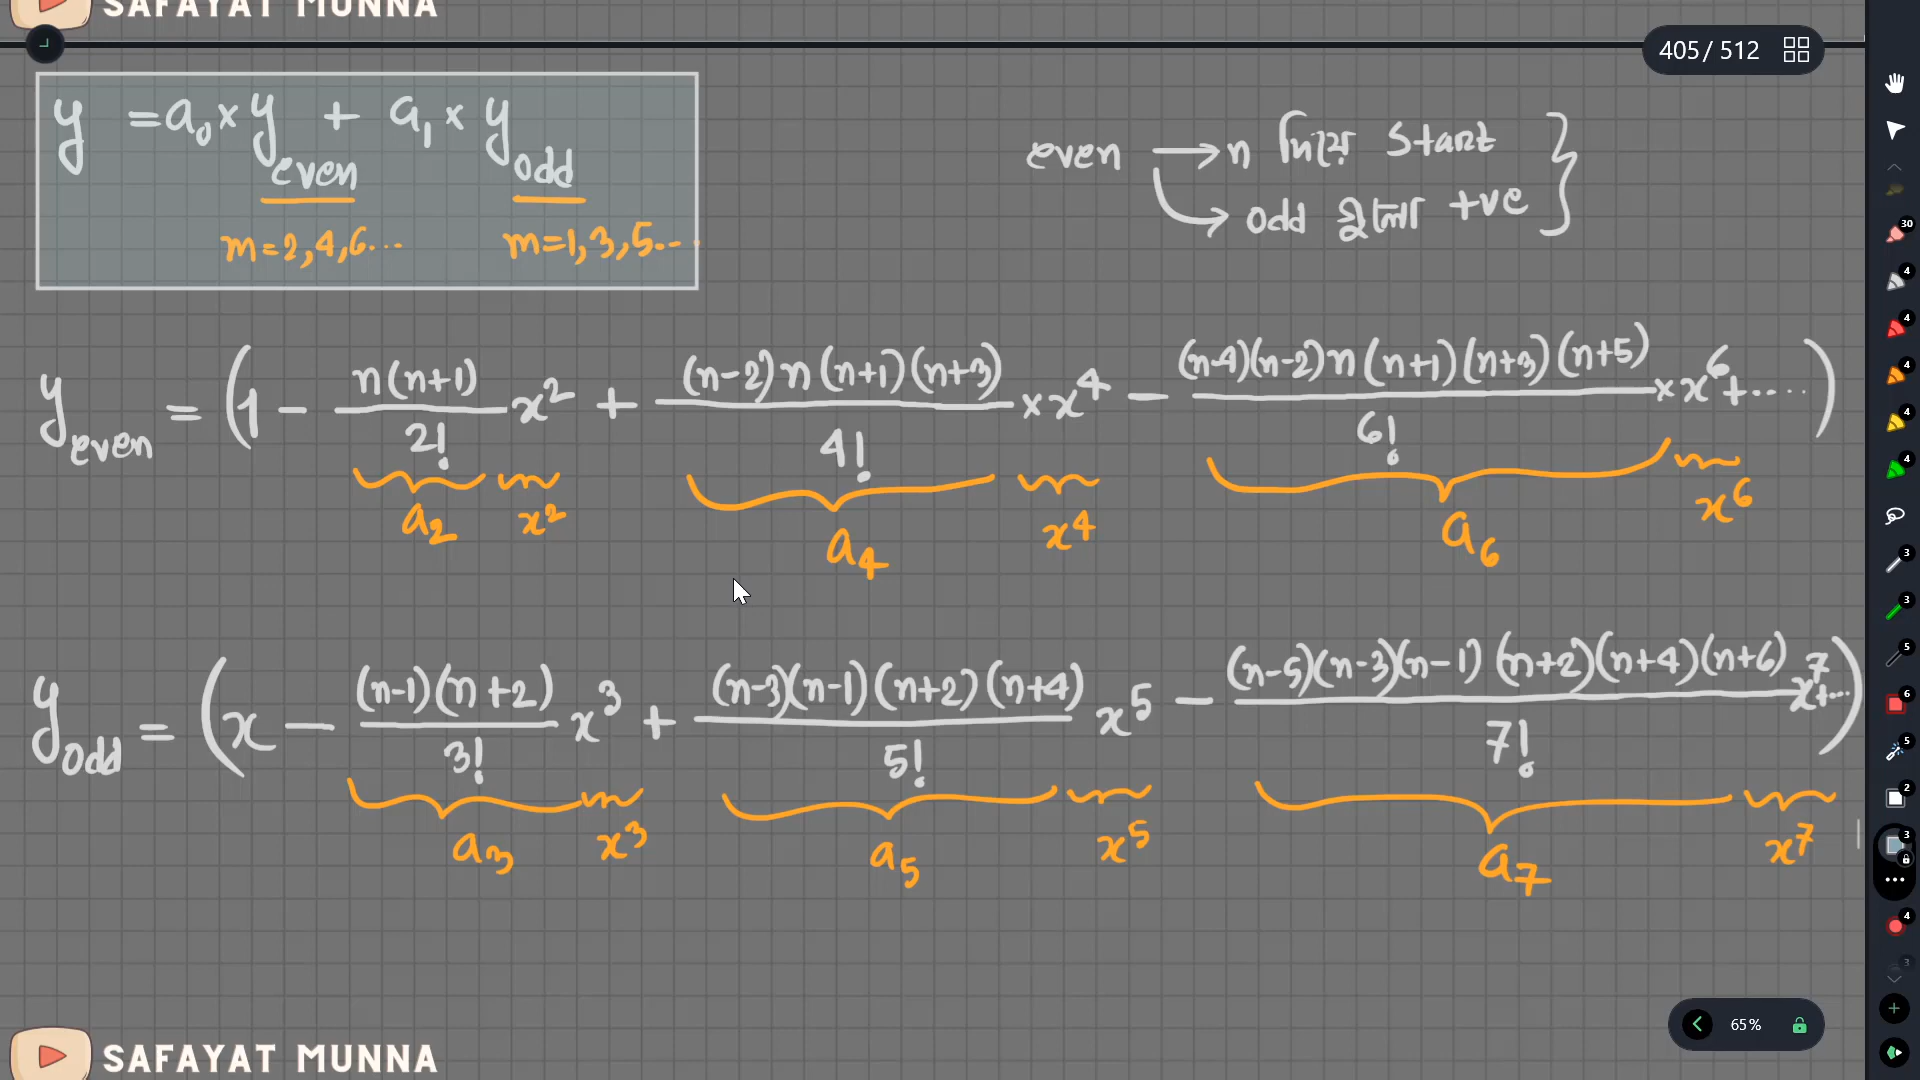 SAFAYAT MUNNA
405/ 512
y = a₀ × y_even + a₁ × y_odd
m=2,4,6... m=1,3,5...
even → n দিয়ে Start
→ odd গুলো +ve
y_even = (1 - n(n+1)/2! x² + (n-2)n(n+1)(n+3)/4! × x⁴ - (n-4)(n-2)n(n+1)(n+3)(n+5)/6! × x⁶ + ....)
a₂ x² a₄ x⁴ a₆ x⁶
y_odd = (x - (n-1)(n+2)/3! x³ + (n-3)(n-1)(n+2)(n+4)/5! x⁵ - (n-5)(n-3)(n-1)(n+2)(n+4)(n+6)/7! x⁷ + ...)
a₃ x³ a₅ x⁵ a₇ x⁷
65%
SAFAYAT MUNNA